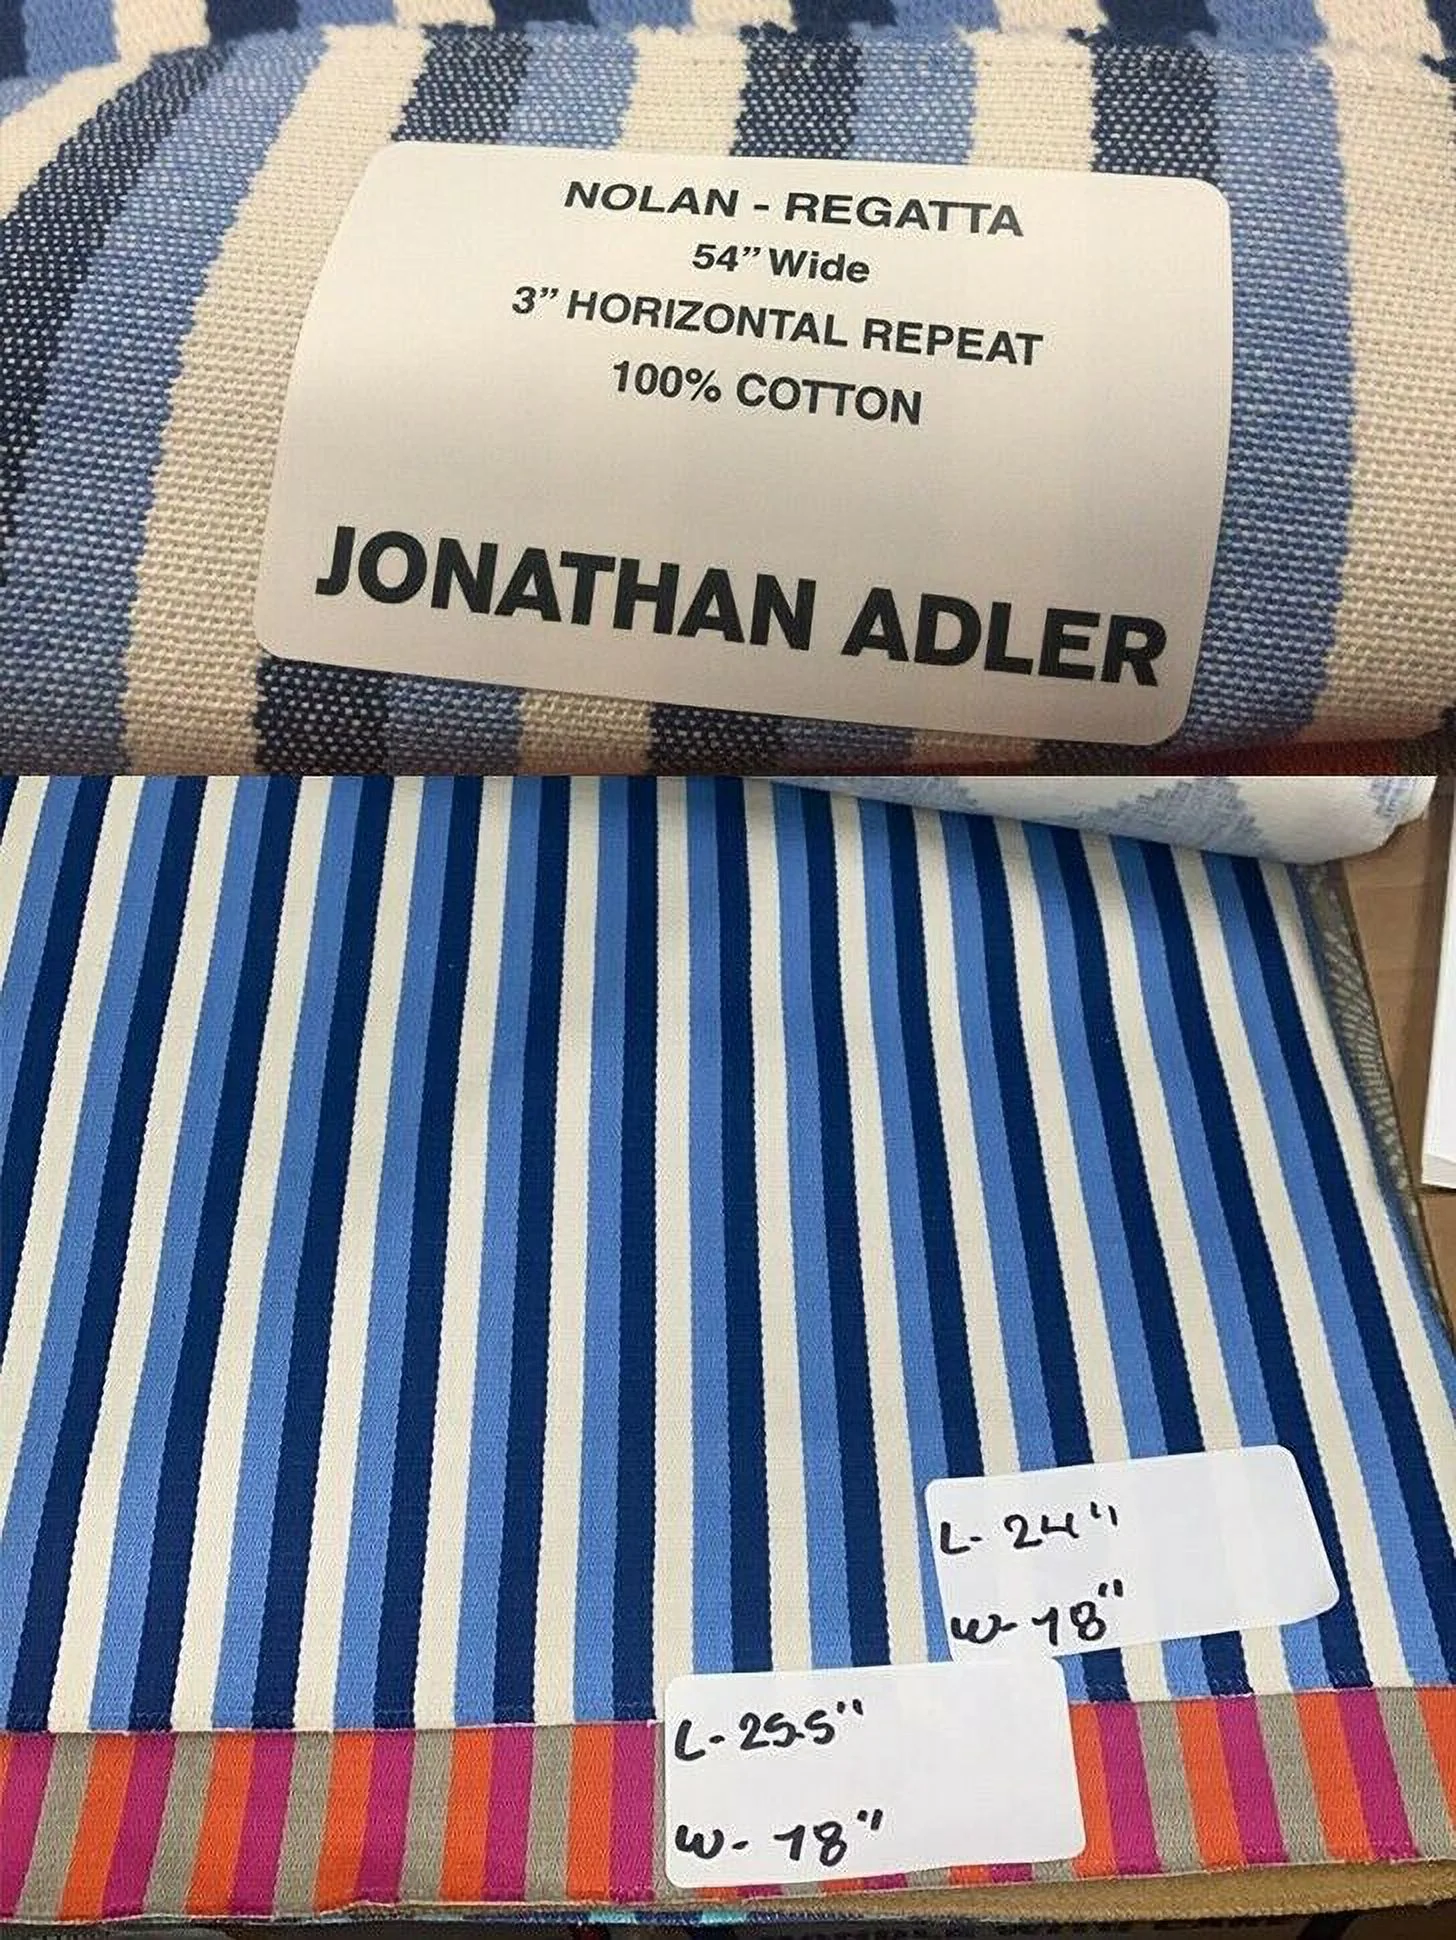 NOLAN - REGATTA
54” Wide
3” HORIZONTAL REPEAT
100% COTTON
JONATHAN ADLER
L- 24"
W- 18"
L- 25.5"
W- 18"